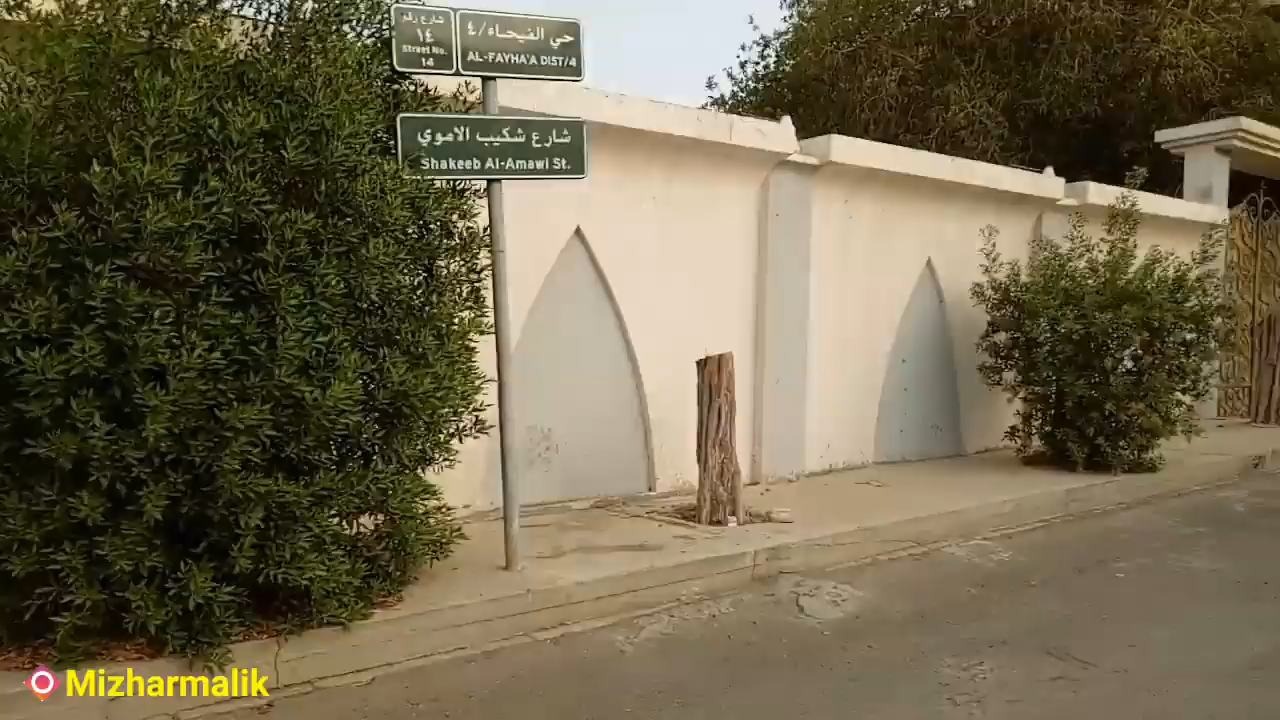 شارع رقم
١٤
Street No.
14
حي الفيحاء/٤
AL-FAYHA'A DIST/4
شارع شكيب الاموي
Shakeeb Al-Amawi St.
Mizharmalik